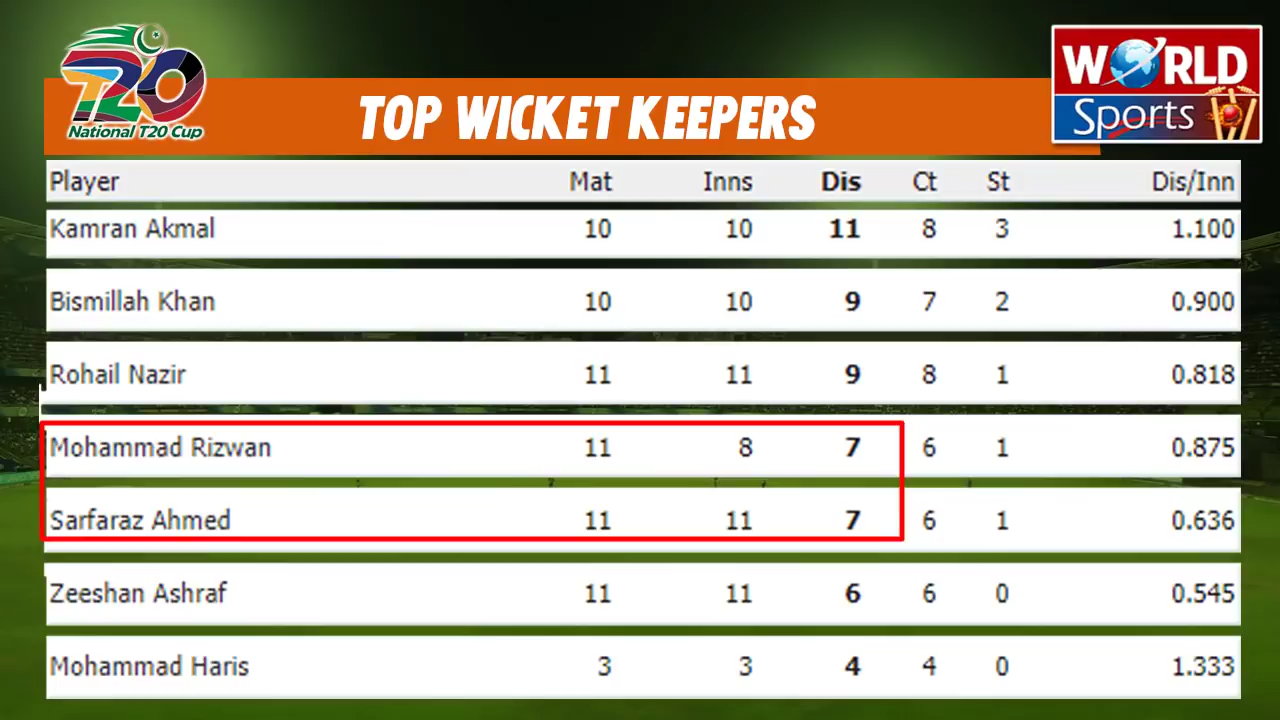 T20
National T20 Cup
TOP WICKET KEEPERS
WORLD
Sports
Player Mat Inns Dis Ct St Dis/Inn
Kamran Akmal 10 10 11 8 3 1.100
Bismillah Khan 10 10 9 7 2 0.900
Rohail Nazir 11 11 9 8 1 0.818
Mohammad Rizwan 11 8 7 6 1 0.875
Sarfaraz Ahmed 11 11 7 6 1 0.636
Zeeshan Ashraf 11 11 6 6 0 0.545
Mohammad Haris 3 3 4 4 0 1.333